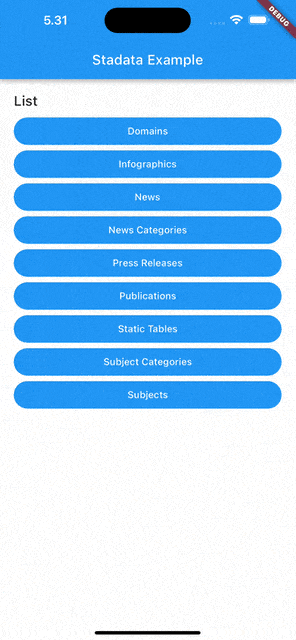 5.31
DEBUG
Stadata Example
List
Domains
Infographics
News
News Categories
Press Releases
Publications
Static Tables
Subject Categories
Subjects